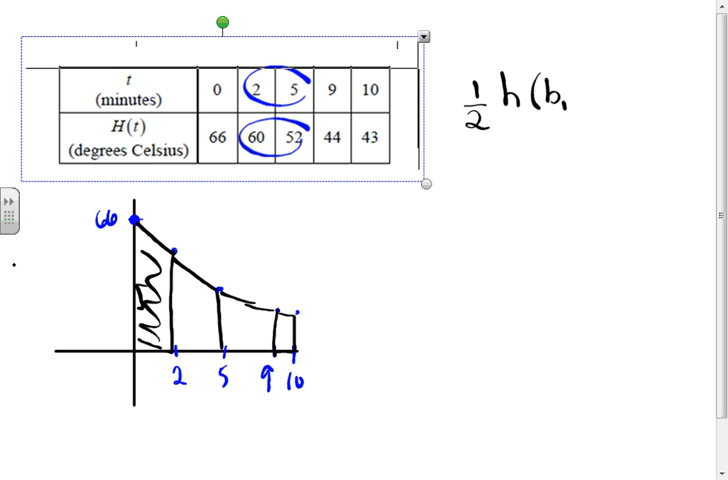 t
(minutes) 0 2 5 9 10
H(t)
(degrees Celsius) 66 60 52 44 43
1/2 h (b,
66
2 5 9 10